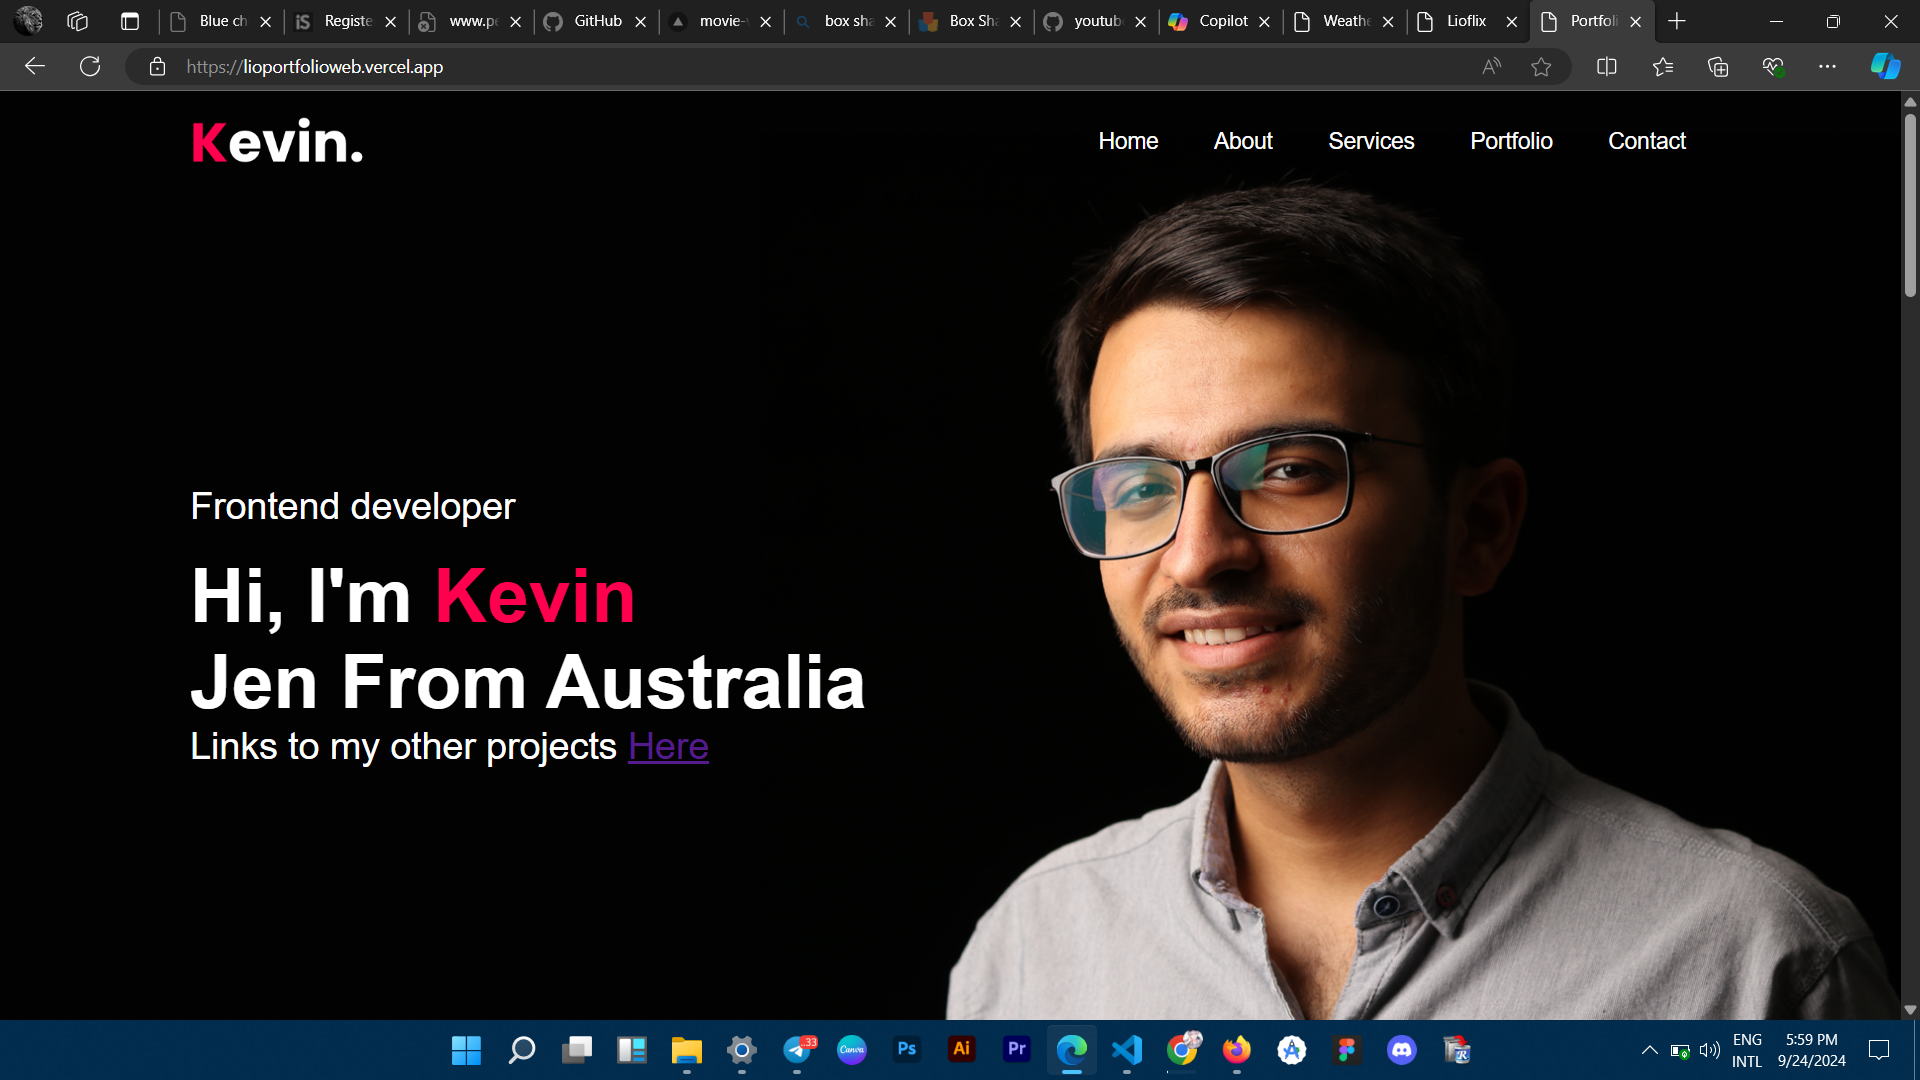 Blue ch
Registe
www.pe
GitHub
movie-
box sha
Box Sha
youtub
Copilot
Weathe
Lioflix
Portfoli
https://lioportfolioweb.vercel.app
Kevin.
Home
About
Services
Portfolio
Contact
Frontend developer
Hi, I'm Kevin
Jen From Australia
Links to my other projects Here
.33
Canva
Ps
Ai
Pr
ENG
INTL
5:59 PM
9/24/2024